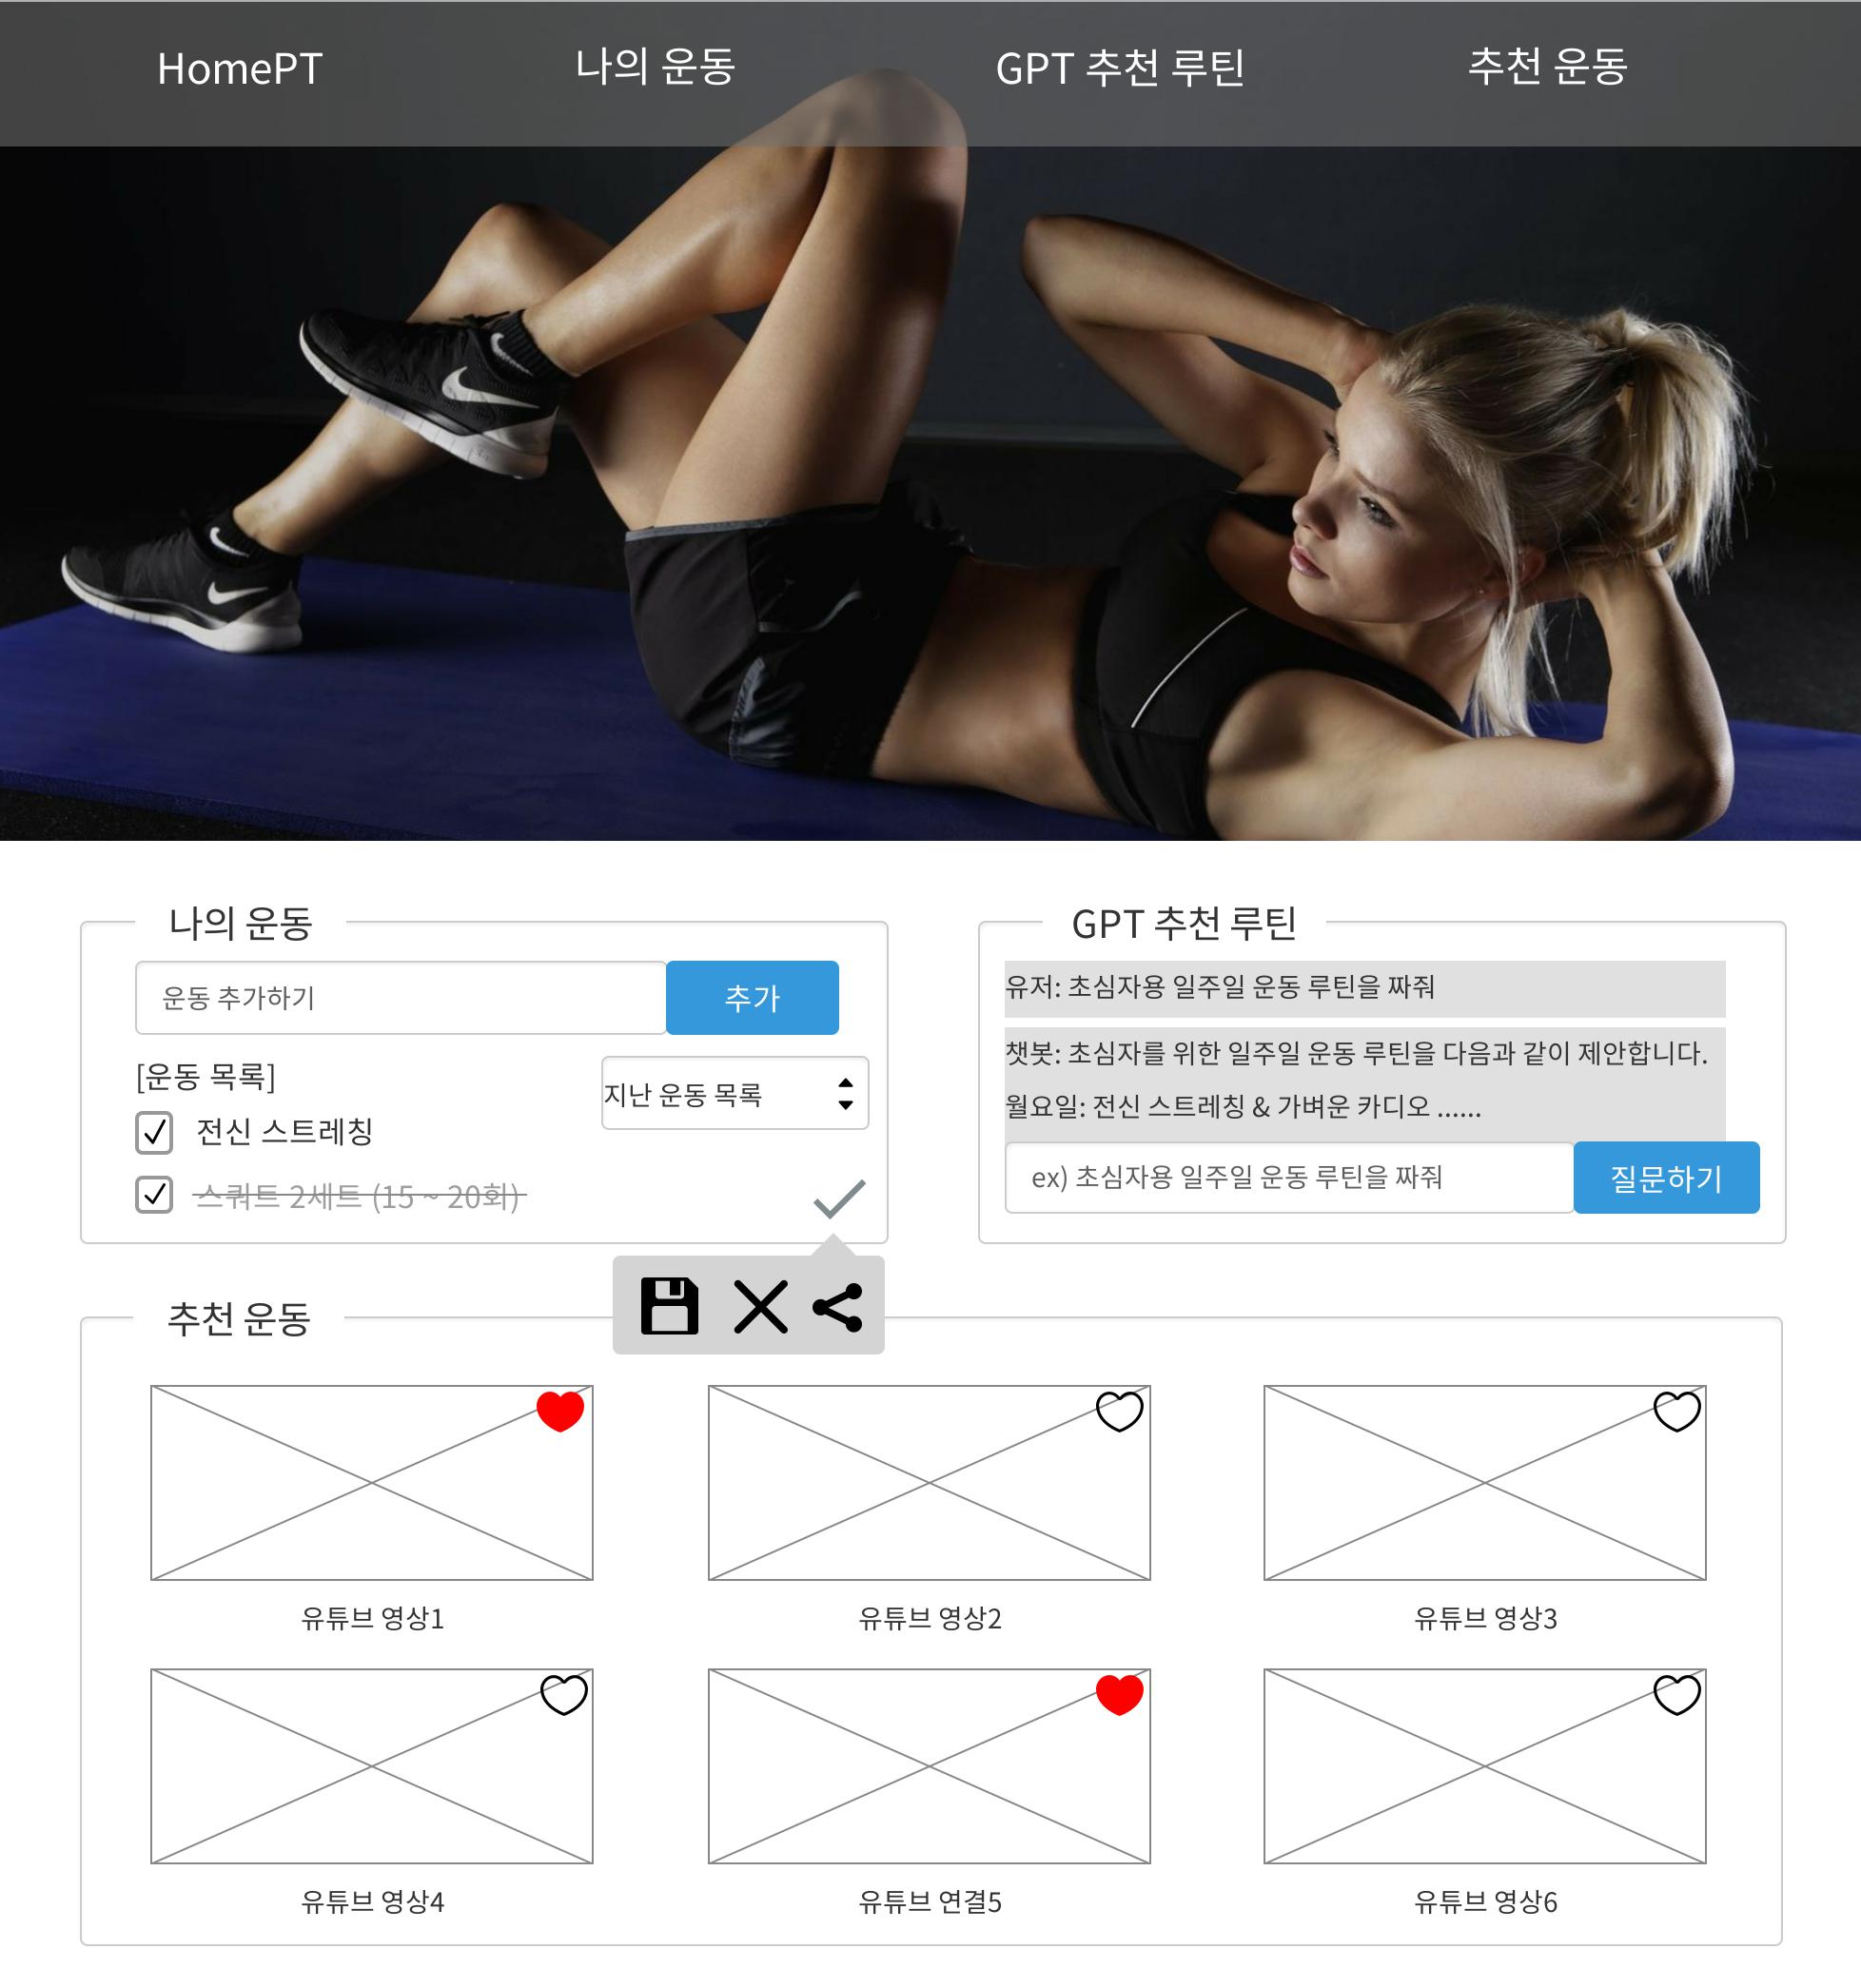 HomePT
나의 운동
GPT 추천 루틴
추천 운동
나의 운동
운동 추가하기
추가
[운동 목록]
지난 운동 목록
전신 스트레칭
스쿼트 2세트 (15 ~ 20회)
GPT 추천 루틴
유저: 초심자용 일주일 운동 루틴을 짜줘
챗봇: 초심자를 위한 일주일 운동 루틴을 다음과 같이 제안합니다.
월요일: 전신 스트레칭 & 가벼운 카디오 ......
ex) 초심자용 일주일 운동 루틴을 짜줘
질문하기
추천 운동
유튜브 영상1
유튜브 영상2
유튜브 영상3
유튜브 영상4
유튜브 연결5
유튜브 영상6